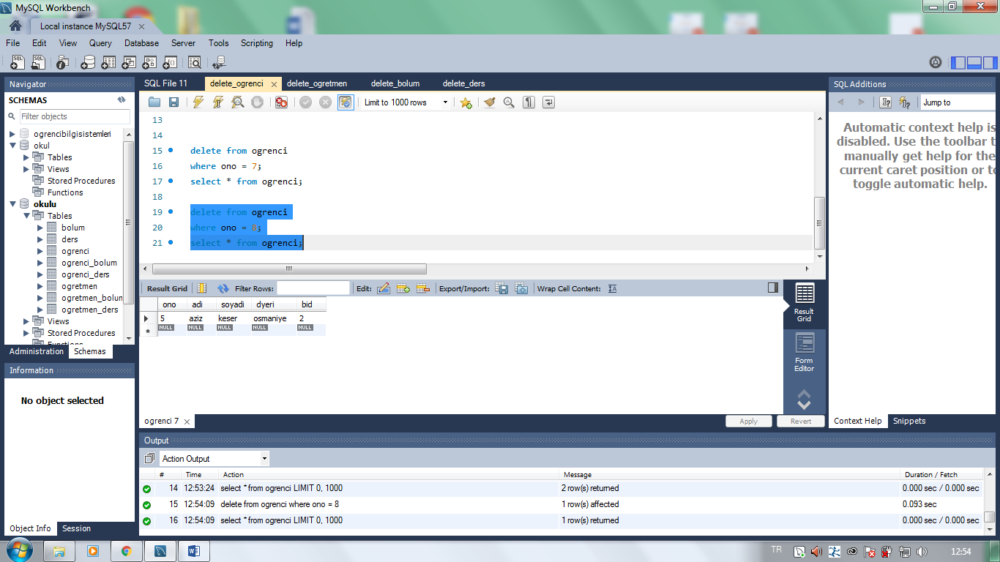 MySQL Workbench
Local instance MySQL57
File Edit View Query Database Server Tools Scripting Help
Navigator
SCHEMAS
Filter objects
ogrencibilgisistemleri
okul
Tables
Views
Stored Procedures
Functions
okulu
Tables
bolum
ders
ogrenci
ogrenci_bolum
ogrenci_ders
ogretmen
ogretmen_bolun
ogretmen_ders
Views
Stored Procedures
Functions
Administration Schemas
Information
No object selected
Object Info Session
SQL File 11 delete_ogrenci delete_ogretmen delete_bolum delete_ders
Limit to 1000 rows
13
14
15 delete from ogrenci
16 where ono = 7;
17 select * from ogrenci;
18
19 delete from ogrenci
20 where ono = 8;
21 select * from ogrenci;
Result Grid Filter Rows: Edit: Export/Import: Wrap Cell Content:
ono adi soyadi dyeri bid
5 aziz keser osmaniye 2
NULL NULL NULL NULL NULL
Result Grid
Form Editor
ogrenci 7 Apply Revert
SQL Additions
Jump to
Automatic context help is
disabled. Use the toolbar t
manually get help for the
current caret position or to
toggle automatic help.
Context Help Snippets
Output
Action Output
# Time Action Message Duration / Fetch
14 12:53:24 select * from ogrenci LIMIT 0, 1000 2 row(s) returned 0.000 sec / 0.000 sec
15 12:54:09 delete from ogrenci where ono = 8 1 row(s) affected 0.093 sec
16 12:54:09 select * from ogrenci LIMIT 0, 1000 1 row(s) returned 0.000 sec / 0.000 sec
TR 12:54